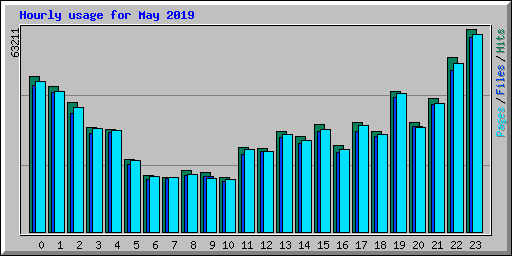 Hourly usage for May 2019
63211
Pages/Files/Hits
0 1 2 3 4 5 6 7 8 9 10 11 12 13 14 15 16 17 18 19 20 21 22 23